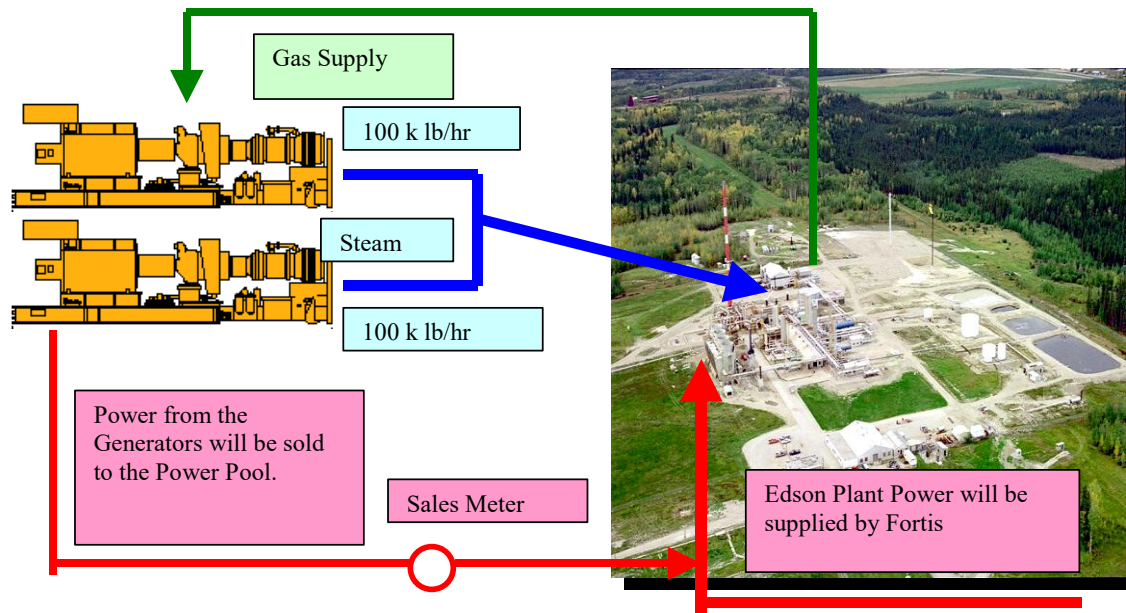 Gas Supply
100 k lb/hr
Steam
100 k lb/hr
Power from the
Generators will be sold
to the Power Pool.
Sales Meter
Edson Plant Power will be
supplied by Fortis